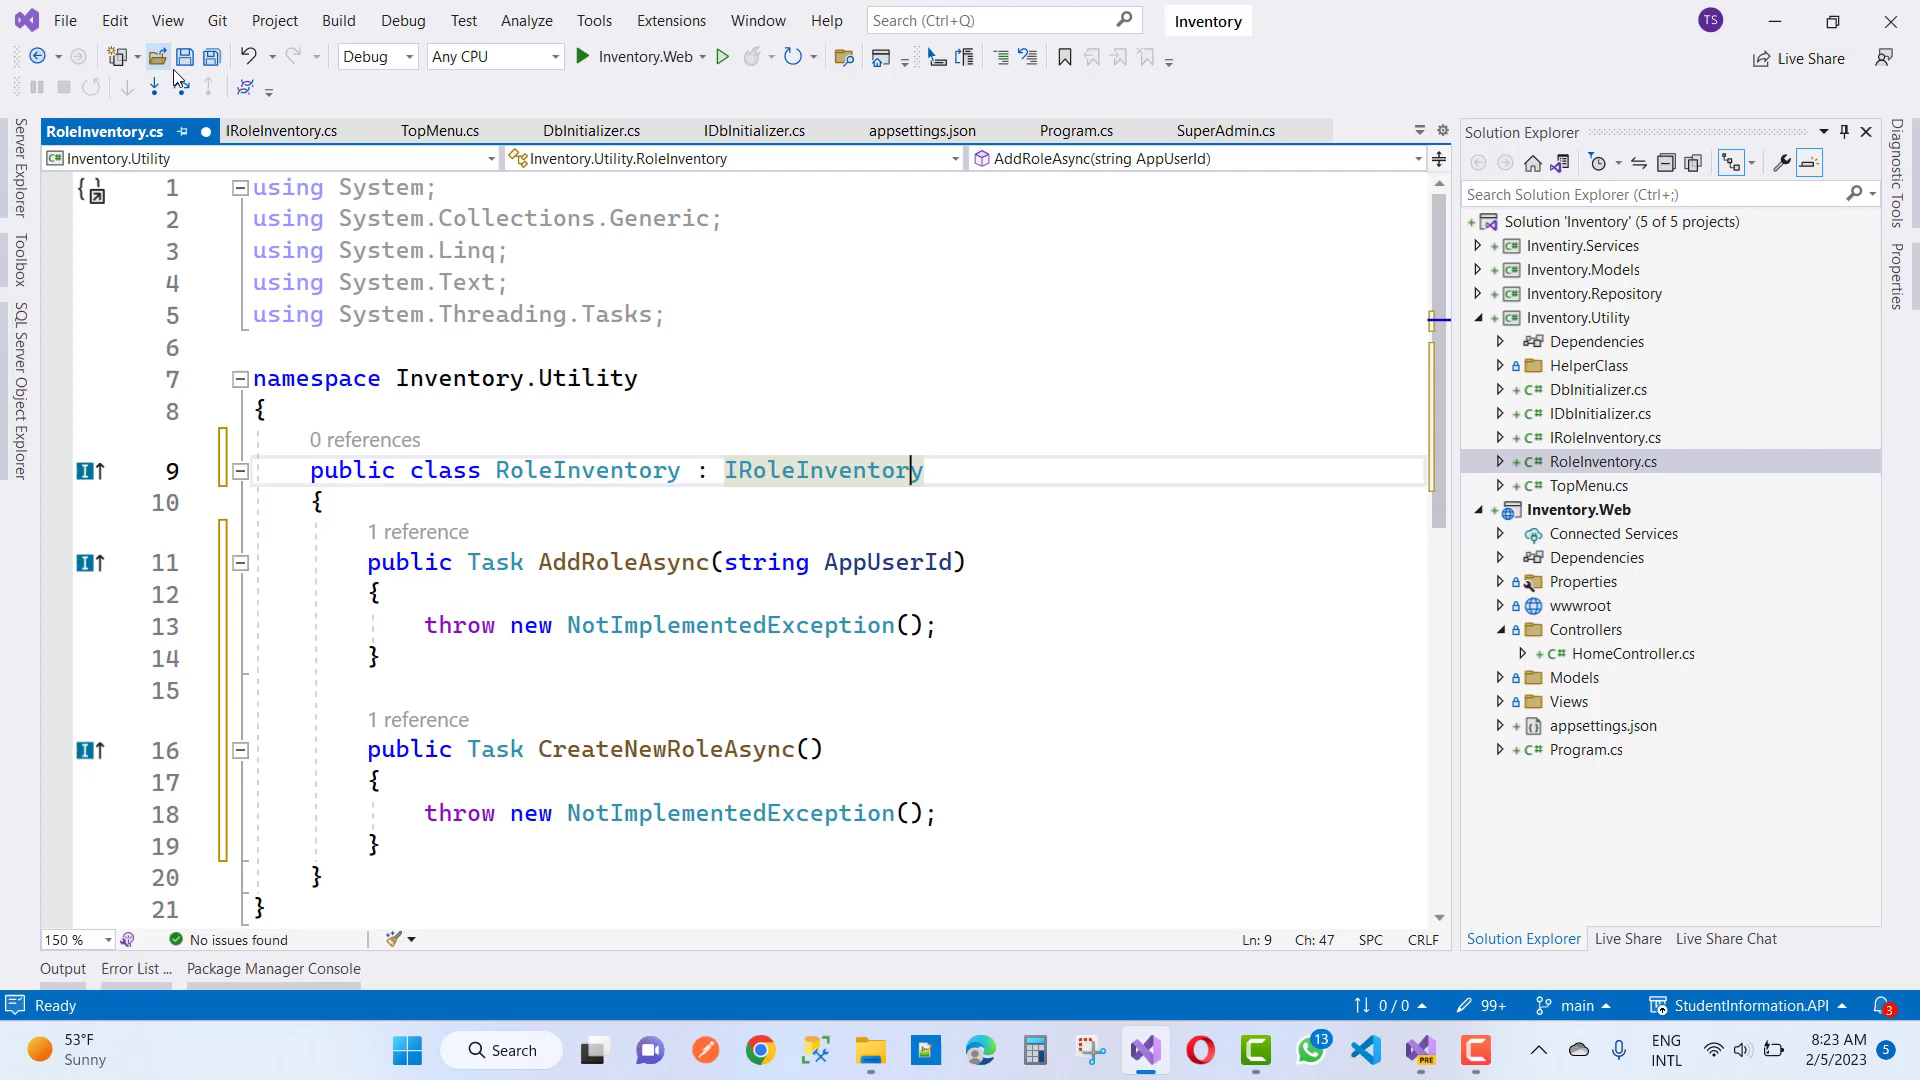 File Edit View Git Project Build Debug Test Analyze Tools Extensions Window Help Search (Ctrl+Q) Inventory TS
Debug Any CPU Inventory.Web Live Share
RoleInventory.cs IRoleInventory.cs TopMenu.cs DbInitializer.cs IDbInitializer.cs appsettings.json Program.cs SuperAdmin.cs
Inventory.Utility Inventory.Utility.RoleInventory AddRoleAsync(string AppUserId)
1 using System;
2 using System.Collections.Generic;
3 using System.Linq;
4 using System.Text;
5 using System.Threading.Tasks;
6
7 namespace Inventory.Utility
8 {
0 references
9 public class RoleInventory : IRoleInventory
10 {
1 reference
11 public Task AddRoleAsync(string AppUserId)
12 {
13 throw new NotImplementedException();
14 }
15
1 reference
16 public Task CreateNewRoleAsync()
17 {
18 throw new NotImplementedException();
19 }
20 }
21 }
150 % No issues found Ln: 9 Ch: 47 SPC CRLF
Server Explorer
Toolbox
SQL Server Object Explorer
Solution Explorer
Search Solution Explorer (Ctrl+;)
Solution 'Inventory' (5 of 5 projects)
Inventiry.Services
Inventory.Models
Inventory.Repository
Inventory.Utility
Dependencies
HelperClass
C# DbInitializer.cs
C# IDbInitializer.cs
C# IRoleInventory.cs
C# RoleInventory.cs
C# TopMenu.cs
Inventory.Web
Connected Services
Dependencies
Properties
wwwroot
Controllers
C# HomeController.cs
Models
Views
appsettings.json
C# Program.cs
Solution Explorer Live Share Live Share Chat
Diagnostic Tools
Properties
Output Error List ... Package Manager Console
Ready 0 / 0 99+ main StudentInformation.API 3
53°F
Sunny
Search
13
PRE
ENG
INTL
8:23 AM
2/5/2023
5